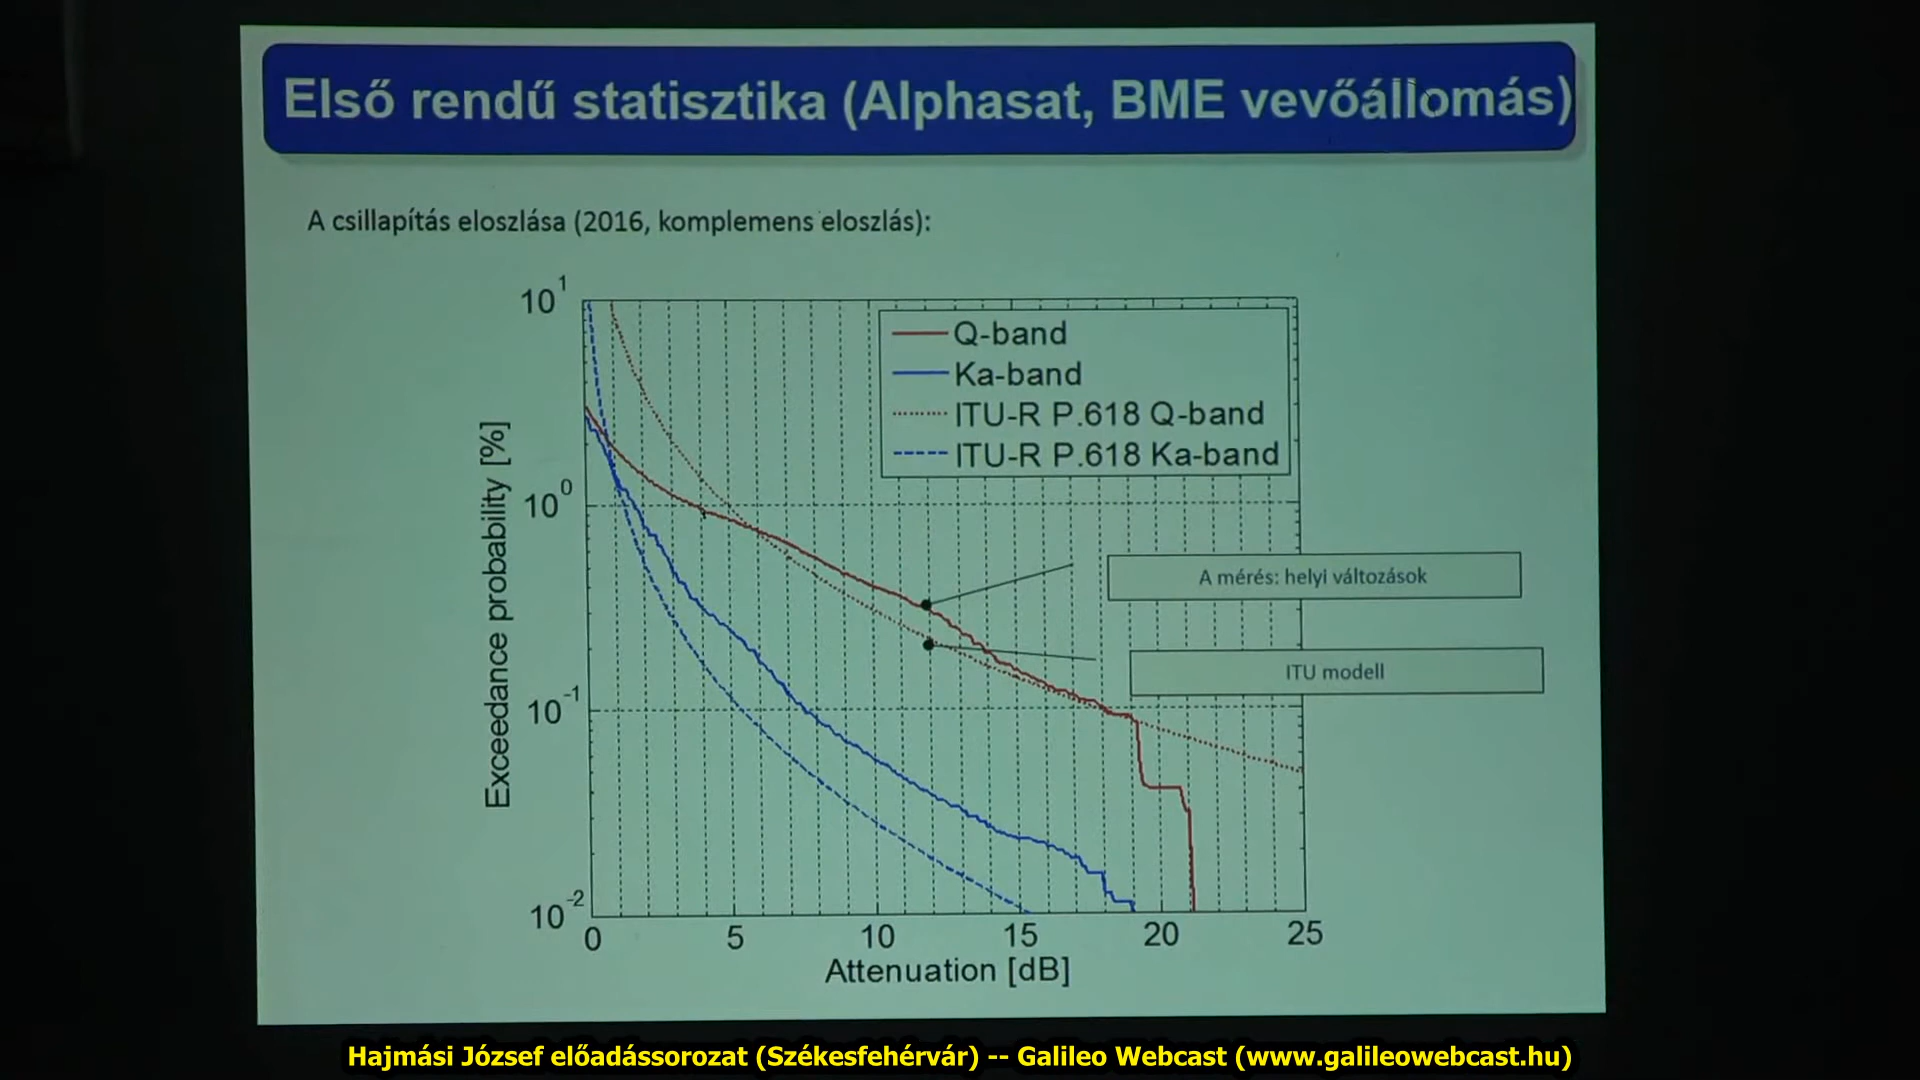 Első rendű statisztika (Alphasat, BME vevőállomás)
A csillapítás eloszlása (2016, komplemens eloszlás):
10^1
10^0
10^-1
10^-2
Exceedance probability [%]
Q-band
Ka-band
ITU-R P.618 Q-band
ITU-R P.618 Ka-band
A mérés: helyi változások
ITU modell
0 5 10 15 20 25
Attenuation [dB]
Hajmási József előadássorozat (Székesfehérvár) -- Galileo Webcast (www.galileowebcast.hu)